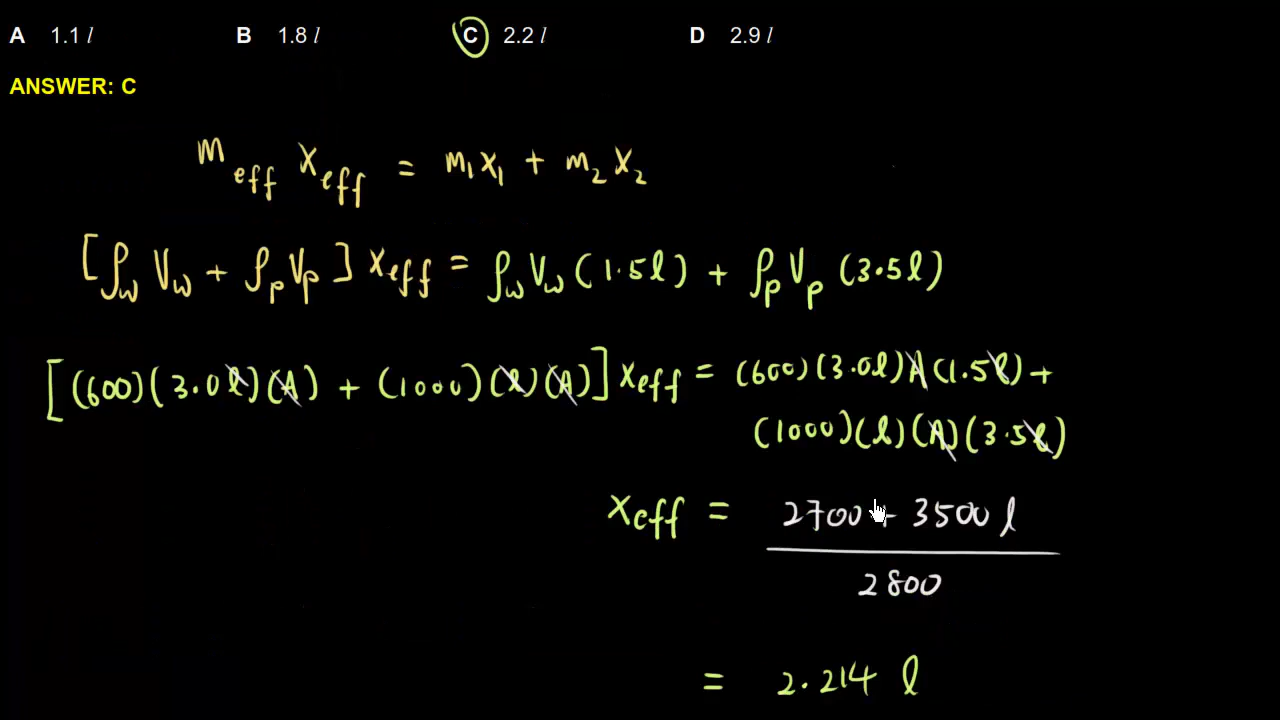 A 1.1 l B 1.8 l C 2.2 l D 2.9 l
ANSWER: C
m_eff x_eff = m₁x₁ + m₂x₂
[ρ_w V_w + ρ_p V_p] x_eff = ρ_w V_w (1.5l) + ρ_p V_p (3.5l)
[(600)(3.0l)(A) + (1000)(l)(A)] x_eff = (600)(3.0l)A(1.5l) +
(1000)(l)(A)(3.5l)
x_eff = 2700 + 3500 l
2800
= 2.214 l